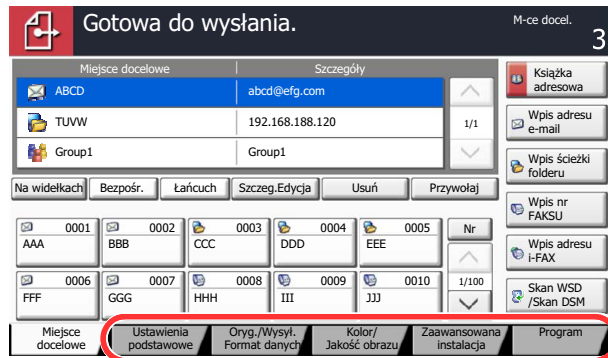 Gotowa do wysłania.
M-ce docel.
3
Miejsce docelowe Szczegóły
ABCD abcd@efg.com
TUVW 192.168.188.120
Group1 Group1
1/1
Na widełkach Bezpośr. Łańcuch Szczeg.Edycja Usuń Przywołaj
0001 0002 0003 0004 0005 Nr
AAA BBB CCC DDD EEE
0006 0007 0008 0009 0010 1/100
FFF GGG HHH III JJJ
Książka
adresowa
Wpis adresu
e-mail
Wpis ścieżki
folderu
Wpis nr
FAKSU
Wpis adresu
i-FAX
Skan WSD
/Skan DSM
Miejsce
docelowe
Ustawienia
podstawowe
Oryg./Wysył.
Format danych
Kolor/
Jakość obrazu
Zaawansowana
instalacja
Program